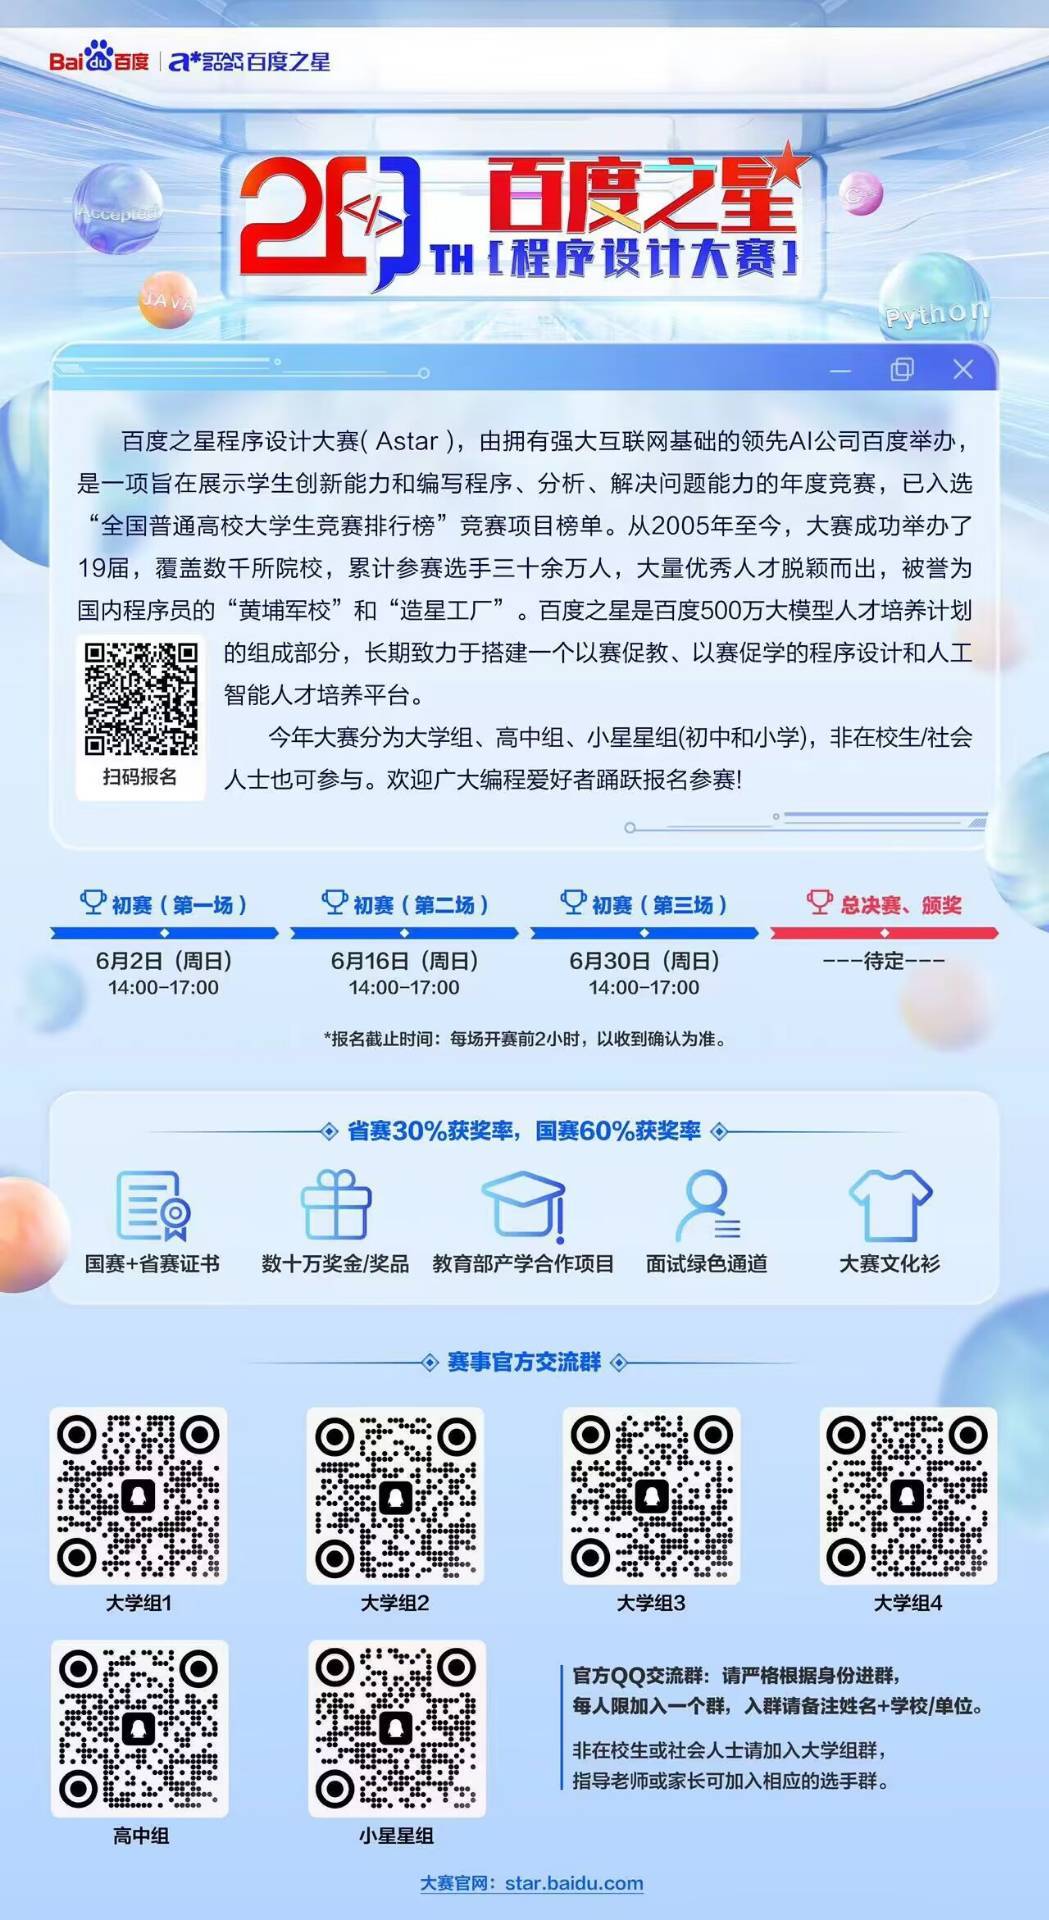 Bai du 百度 | a*STAR 2024 百度之星
20TH 百度之星
[程序设计大赛]
Accepted
C++
JAVA
Python
百度之星程序设计大赛( Astar )，由拥有强大互联网基础的领先AI公司百度举办，
是一项旨在展示学生创新能力和编写程序、分析、解决问题能力的年度竞赛，已入选
“全国普通高校大学生竞赛排行榜”竞赛项目榜单。从2005年至今，大赛成功举办了
19届，覆盖数千所院校，累计参赛选手三十余万人，大量优秀人才脱颖而出，被誉为
国内程序员的“黄埔军校”和“造星工厂”。百度之星是百度500万大模型人才培养计划
的组成部分，长期致力于搭建一个以赛促教、以赛促学的程序设计和人工
智能人才培养平台。
今年大赛分为大学组、高中组、小星星组(初中和小学)，非在校生/社会
人士也可参与。欢迎广大编程爱好者踊跃报名参赛!
扫码报名
初赛（第一场）
6月2日（周日）
14:00-17:00
初赛（第二场）
6月16日（周日）
14:00-17:00
初赛（第三场）
6月30日（周日）
14:00-17:00
总决赛、颁奖
---待定---
*报名截止时间：每场开赛前2小时，以收到确认为准。
省赛30%获奖率，国赛60%获奖率
国赛+省赛证书
数十万奖金/奖品
教育部产学合作项目
面试绿色通道
大赛文化衫
赛事官方交流群
大学组1
大学组2
大学组3
大学组4
高中组
小星星组
官方QQ交流群：请严格根据身份进群，
每人限加入一个群，入群请备注姓名+学校/单位。
非在校生或社会人士请加入大学组群，
指导老师或家长可加入相应的选手群。
大赛官网：star.baidu.com